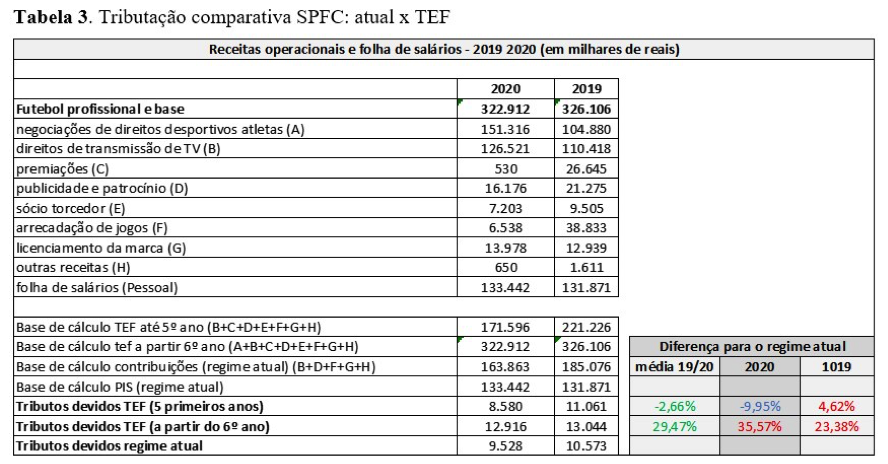 Tabela 3. Tributação comparativa SPFC: atual x TEF
Receitas operacionais e folha de salários - 2019 2020 (em milhares de reais)
2020 2019
Futebol profissional e base 322.912 326.106
negociações de direitos desportivos atletas (A) 151.316 104.880
direitos de transmissão de TV (B) 126.521 110.418
premiações (C) 530 26.645
publicidade e patrocínio (D) 16.176 21.275
sócio torcedor (E) 7.203 9.505
arrecadação de jogos (F) 6.538 38.833
licenciamento da marca (G) 13.978 12.939
outras receitas (H) 650 1.611
folha de salários (Pessoal) 133.442 131.871
Base de cálculo TEF até 5º ano (B+C+D+E+F+G+H) 171.596 221.226
Base de cálculo tef a partir 6º ano (A+B+C+D+E+F+G+H) 322.912 326.106 Diferença para o regime atual
Base de cálculo contribuições (regime atual) (B+D+F+G+H) 163.863 185.076 média 19/20 2020 1019
Base de cálculo PIS (regime atual) 133.442 131.871
Tributos devidos TEF (5 primeiros anos) 8.580 11.061 -2,66% -9,95% 4,62%
Tributos devidos TEF (a partir do 6º ano) 12.916 13.044 29,47% 35,57% 23,38%
Tributos devidos regime atual 9.528 10.573